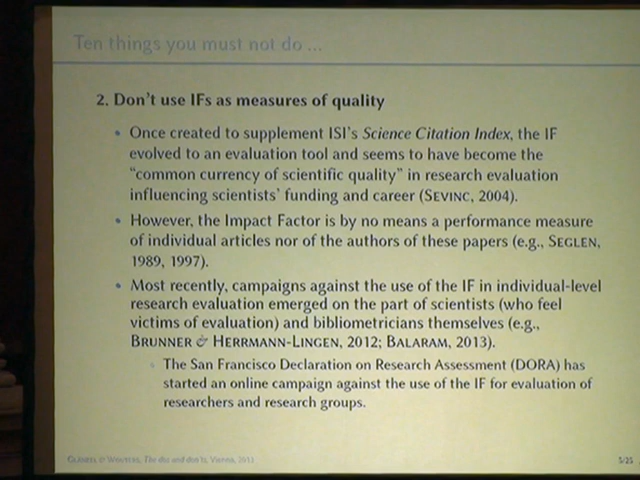 Ten things you must not do ...
2. Don't use IFs as measures of quality
• Once created to supplement ISI's Science Citation Index, the IF
evolved to an evaluation tool and seems to have become the
"common currency of scientific quality" in research evaluation
influencing scientists' funding and career (SEVINC, 2004).
• However, the Impact Factor is by no means a performance measure
of individual articles nor of the authors of these papers (e.g., SEGLEN,
1989, 1997).
• Most recently, campaigns against the use of the IF in individual-level
research evaluation emerged on the part of scientists (who feel
victims of evaluation) and bibliometricians themselves (e.g.,
BRUNNER & HERRMANN-LINGEN, 2012; BALARAM, 2013).
The San Francisco Declaration on Research Assessment (DORA) has
started an online campaign against the use of the IF for evaluation of
researchers and research groups.
GLÄNZEL & WOUTERS, The dos and don'ts, Vienna, 2013
5/25